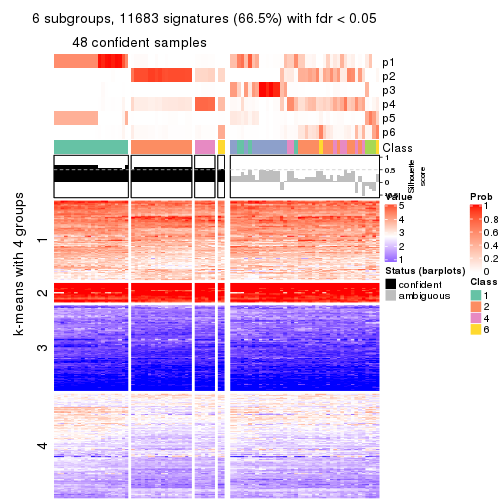 6 subgroups, 11683 signatures (66.5%) with fdr < 0.05
48 confident samples
p1
p2
p3
p4
p5
p6
Class
1
0.5
0
Silhouette
score
k-means with 4 groups
1
2
3
4
Value
5
4
3
2
1
Status (barplots)
confident
ambiguous
Prob
1
0.8
0.6
0.4
0.2
0
Class
1
2
4
6